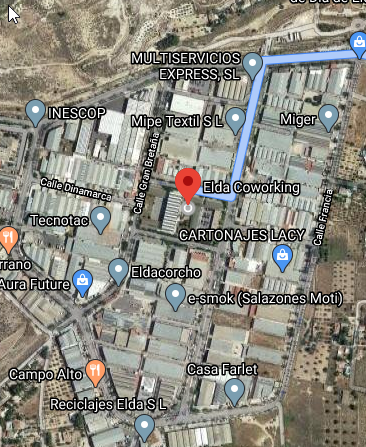 MULTISERVICIOS
EXPRESS, SL
INESCOP
Mipe Textil S L
Miger
Calle Gran Bretaña
Calle Dinamarca
Elda Coworking
Calle Francia
Tecnotac
CARTONAJES LACY
rrano
Eldacorcho
Aura Future
e-smok (Salazones Moti)
Campo Alto
Casa Farlet
Reciclajes Elda S L